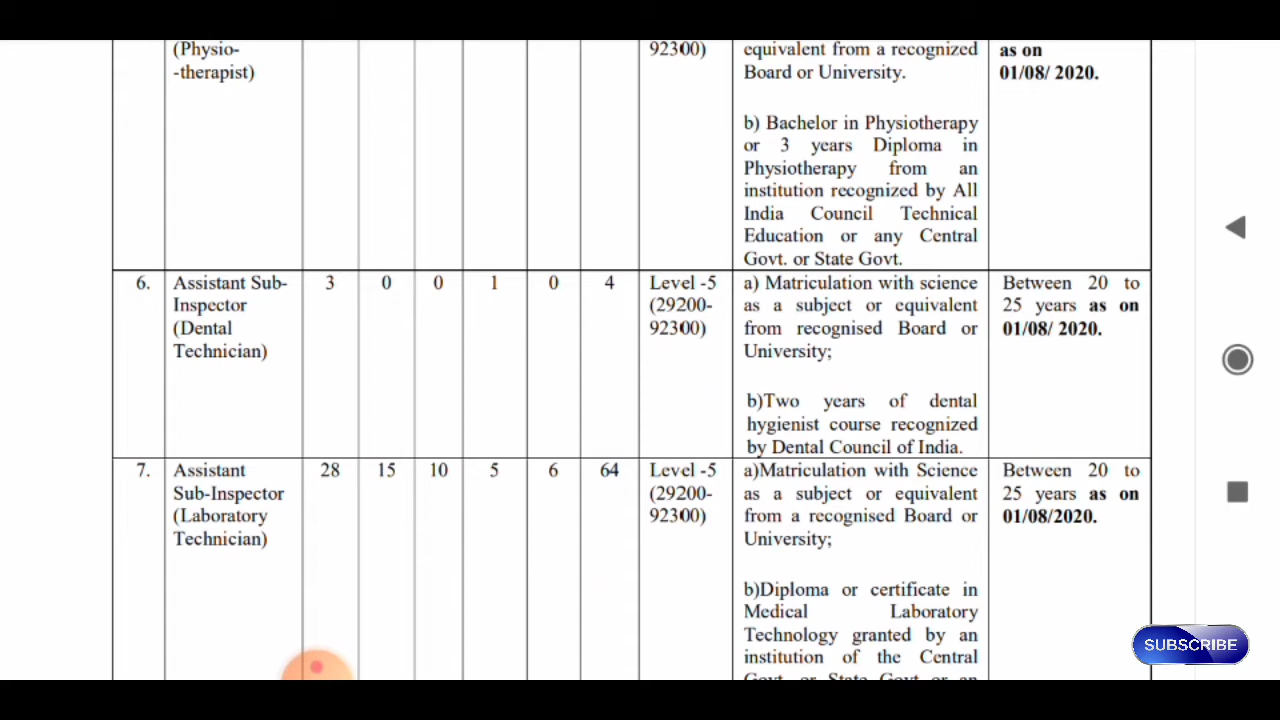 (Physio-
-therapist)
92300)
equivalent from a recognized
Board or University.
b) Bachelor in Physiotherapy
or 3 years Diploma in
Physiotherapy from an
institution recognized by All
India Council Technical
Education or any Central
Govt. or State Govt.
as on
01/08/ 2020.
6.
Assistant Sub-
Inspector
(Dental
Technician)
3
0
0
1
0
4
Level -5
(29200-
92300)
a) Matriculation with science
as a subject or equivalent
from recognised Board or
University;
b)Two years of dental
hygienist course recognized
by Dental Council of India.
Between 20 to
25 years as on
01/08/ 2020.
7.
Assistant
Sub-Inspector
(Laboratory
Technician)
28
15
10
5
6
64
Level -5
(29200-
92300)
a)Matriculation with Science
as a subject or equivalent
from a recognised Board or
University;
b)Diploma or certificate in
Medical Laboratory
Technology granted by an
institution of the Central
Govt. or State Govt or an
Between 20 to
25 years as on
01/08/2020.
SUBSCRIBE